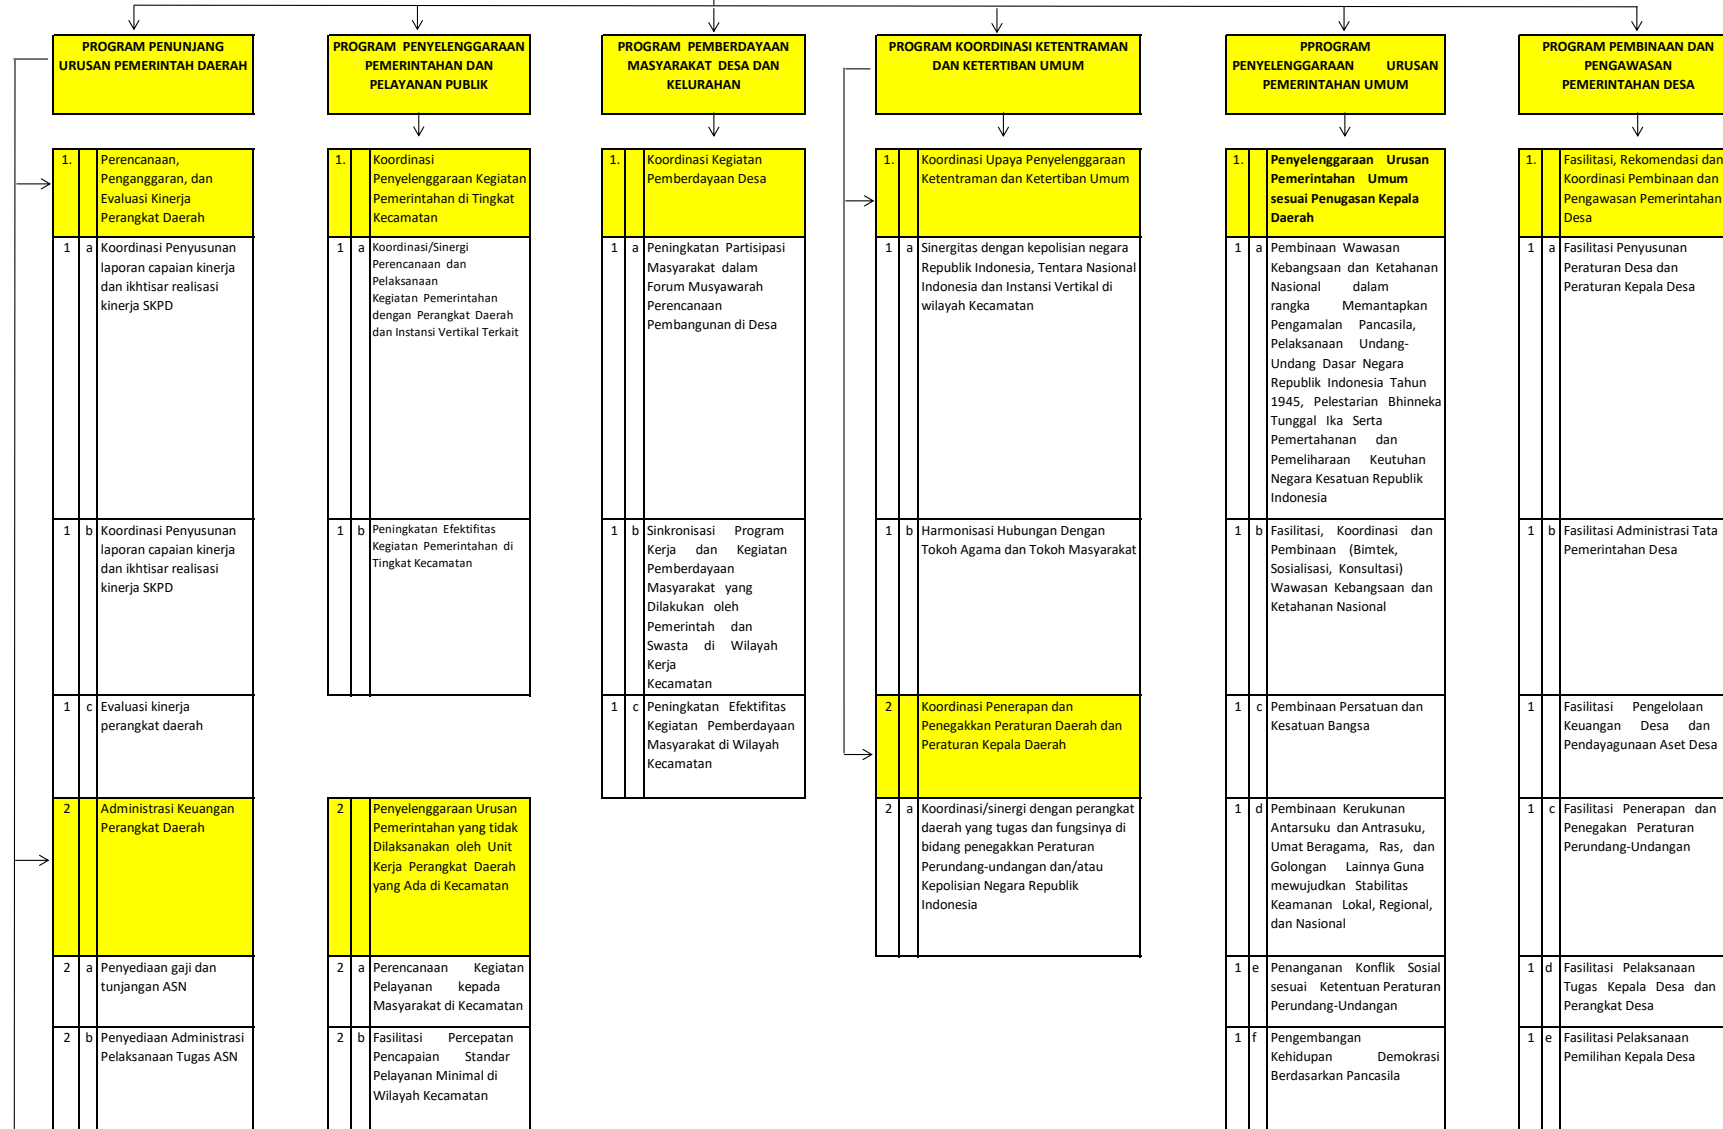 PROGRAM PENUNJANG
URUSAN PEMERINTAH DAERAH
1.
Perencanaan,
Penganggaran, dan
Evaluasi Kinerja
Perangkat Daerah
1 a Koordinasi Penyusunan
laporan capaian kinerja
dan ikhtisar realisasi
kinerja SKPD
1 b Koordinasi Penyusunan
laporan capaian kinerja
dan ikhtisar realisasi
kinerja SKPD
1 c Evaluasi kinerja
perangkat daerah
2 Administrasi Keuangan
Perangkat Daerah
2 a Penyediaan gaji dan
tunjangan ASN
2 b Penyediaan Administrasi
Pelaksanaan Tugas ASN
PROGRAM PENYELENGGARAAN
PEMERINTAHAN DAN
PELAYANAN PUBLIK
1. Koordinasi
Penyelenggaraan Kegiatan
Pemerintahan di Tingkat
Kecamatan
1 a Koordinasi/Sinergi
Perencanaan dan
Pelaksanaan
Kegiatan Pemerintahan
dengan Perangkat Daerah
dan Instansi Vertikal Terkait
1 b Peningkatan Efektifitas
Kegiatan Pemerintahan di
Tingkat Kecamatan
2 Penyelenggaraan Urusan
Pemerintahan yang tidak
Dilaksanakan oleh Unit
Kerja Perangkat Daerah
yang Ada di Kecamatan
2 a Perencanaan Kegiatan
Pelayanan kepada
Masyarakat di Kecamatan
2 b Fasilitasi Percepatan
Pencapaian Standar
Pelayanan Minimal di
Wilayah Kecamatan
PROGRAM PEMBERDAYAAN
MASYARAKAT DESA DAN
KELURAHAN
1. Koordinasi Kegiatan
Pemberdayaan Desa
1 a Peningkatan Partisipasi
Masyarakat dalam
Forum Musyawarah
Perencanaan
Pembangunan di Desa
1 b Sinkronisasi Program
Kerja dan Kegiatan
Pemberdayaan
Masyarakat yang
Dilakukan oleh
Pemerintah dan
Swasta di Wilayah
Kerja
Kecamatan
1 c Peningkatan Efektifitas
Kegiatan Pemberdayaan
Masyarakat di Wilayah
Kecamatan
PROGRAM KOORDINASI KETENTRAMAN
DAN KETERTIBAN UMUM
1. Koordinasi Upaya Penyelenggaraan
Ketentraman dan Ketertiban Umum
1 a Sinergitas dengan kepolisian negara
Republik Indonesia, Tentara Nasional
Indonesia dan Instansi Vertikal di
wilayah Kecamatan
1 b Harmonisasi Hubungan Dengan
Tokoh Agama dan Tokoh Masyarakat
2 Koordinasi Penerapan dan
Penegakkan Peraturan Daerah dan
Peraturan Kepala Daerah
2 a Koordinasi/sinergi dengan perangkat
daerah yang tugas dan fungsinya di
bidang penegakkan Peraturan
Perundang-undangan dan/atau
Kepolisian Negara Republik
Indonesia
PPROGRAM
PENYELENGGARAAN URUSAN
PEMERINTAHAN UMUM
1. Penyelenggaraan Urusan
Pemerintahan Umum
sesuai Penugasan Kepala
Daerah
1 a Pembinaan Wawasan
Kebangsaan dan Ketahanan
Nasional dalam
rangka Memantapkan
Pengamalan Pancasila,
Pelaksanaan Undang-
Undang Dasar Negara
Republik Indonesia Tahun
1945, Pelestarian Bhinneka
Tunggal Ika Serta
Pemertahanan dan
Pemeliharaan Keutuhan
Negara Kesatuan Republik
Indonesia
1 b Fasilitasi, Koordinasi dan
Pembinaan (Bimtek,
Sosialisasi, Konsultasi)
Wawasan Kebangsaan dan
Ketahanan Nasional
1 c Pembinaan Persatuan dan
Kesatuan Bangsa
1 d Pembinaan Kerukunan
Antarsuku dan Antrasuku,
Umat Beragama, Ras, dan
Golongan Lainnya Guna
mewujudkan Stabilitas
Keamanan Lokal, Regional,
dan Nasional
1 e Penanganan Konflik Sosial
sesuai Ketentuan Peraturan
Perundang-Undangan
1 f Pengembangan
Kehidupan Demokrasi
Berdasarkan Pancasila
PROGRAM PEMBINAAN DAN
PENGAWASAN
PEMERINTAHAN DESA
1. Fasilitasi, Rekomendasi dan
Koordinasi Pembinaan dan
Pengawasan Pemerintahan
Desa
1 a Fasilitasi Penyusunan
Peraturan Desa dan
Peraturan Kepala Desa
1 b Fasilitasi Administrasi Tata
Pemerintahan Desa
1 Fasilitasi Pengelolaan
Keuangan Desa dan
Pendayagunaan Aset Desa
1 c Fasilitasi Penerapan dan
Penegakan Peraturan
Perundang-Undangan
1 d Fasilitasi Pelaksanaan
Tugas Kepala Desa dan
Perangkat Desa
1 e Fasilitasi Pelaksanaan
Pemilihan Kepala Desa